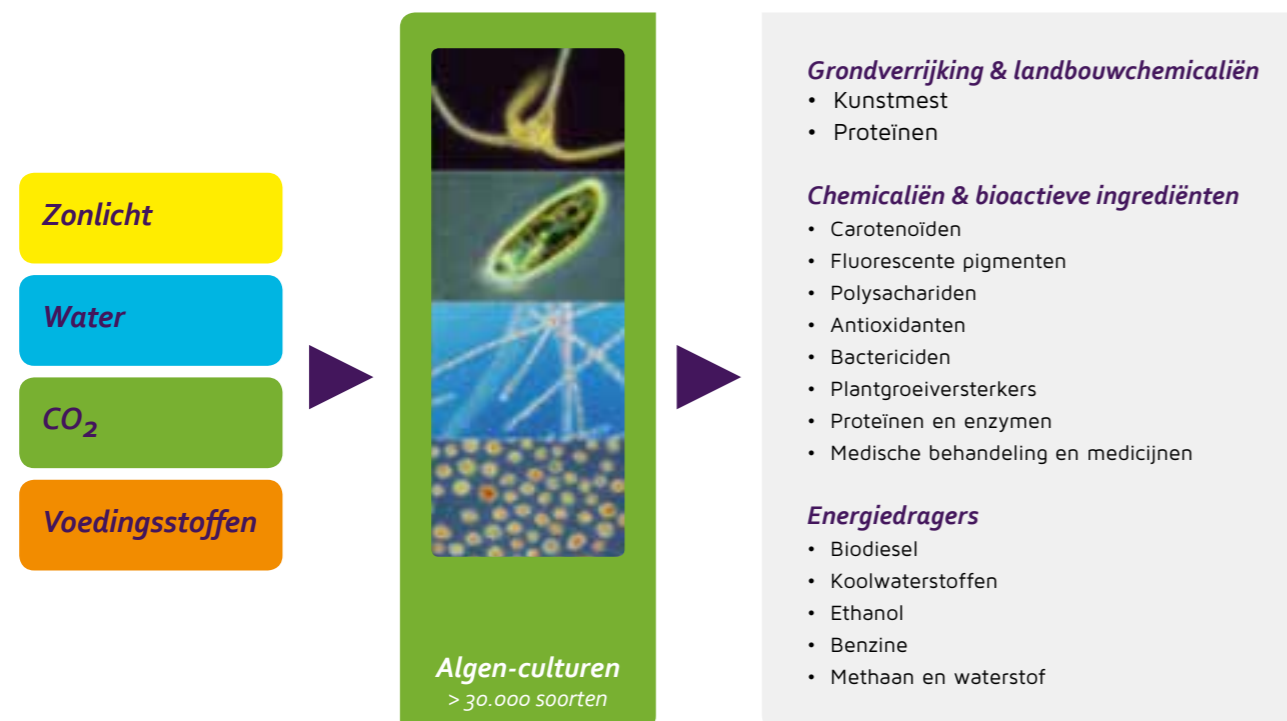 Zonlicht
Water
CO₂
Voedingsstoffen
Algen-culturen
> 30.000 soorten
Grondverrijking & landbouwchemicaliën
• Kunstmest
• Proteïnen
Chemicaliën & bioactieve ingrediënten
• Carotenoïden
• Fluorescente pigmenten
• Polysachariden
• Antioxidanten
• Bactericiden
• Plantgroeiversterkers
• Proteïnen en enzymen
• Medische behandeling en medicijnen
Energiedragers
• Biodiesel
• Koolwaterstoffen
• Ethanol
• Benzine
• Methaan en waterstof